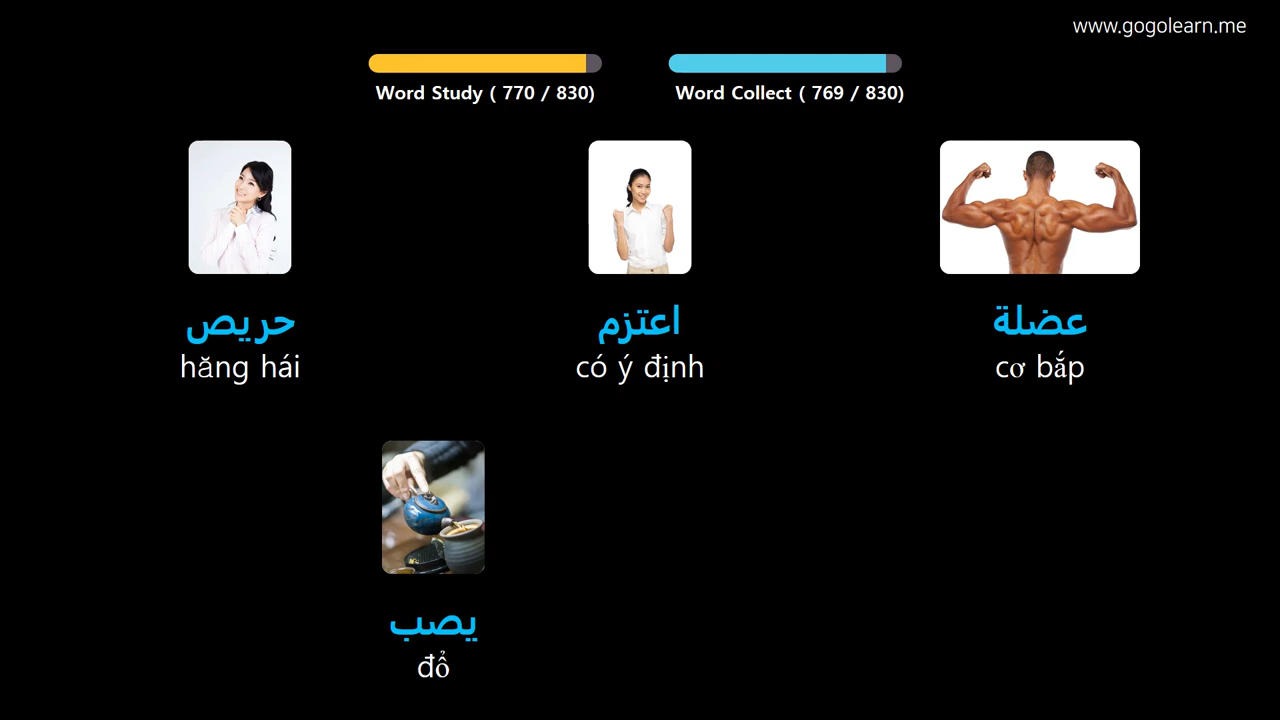 www.gogolearn.me
Word Study ( 770 / 830)
Word Collect ( 769 / 830)
حريص
hăng hái
اعتزم
có ý định
عضلة
cơ bắp
يصب
đổ